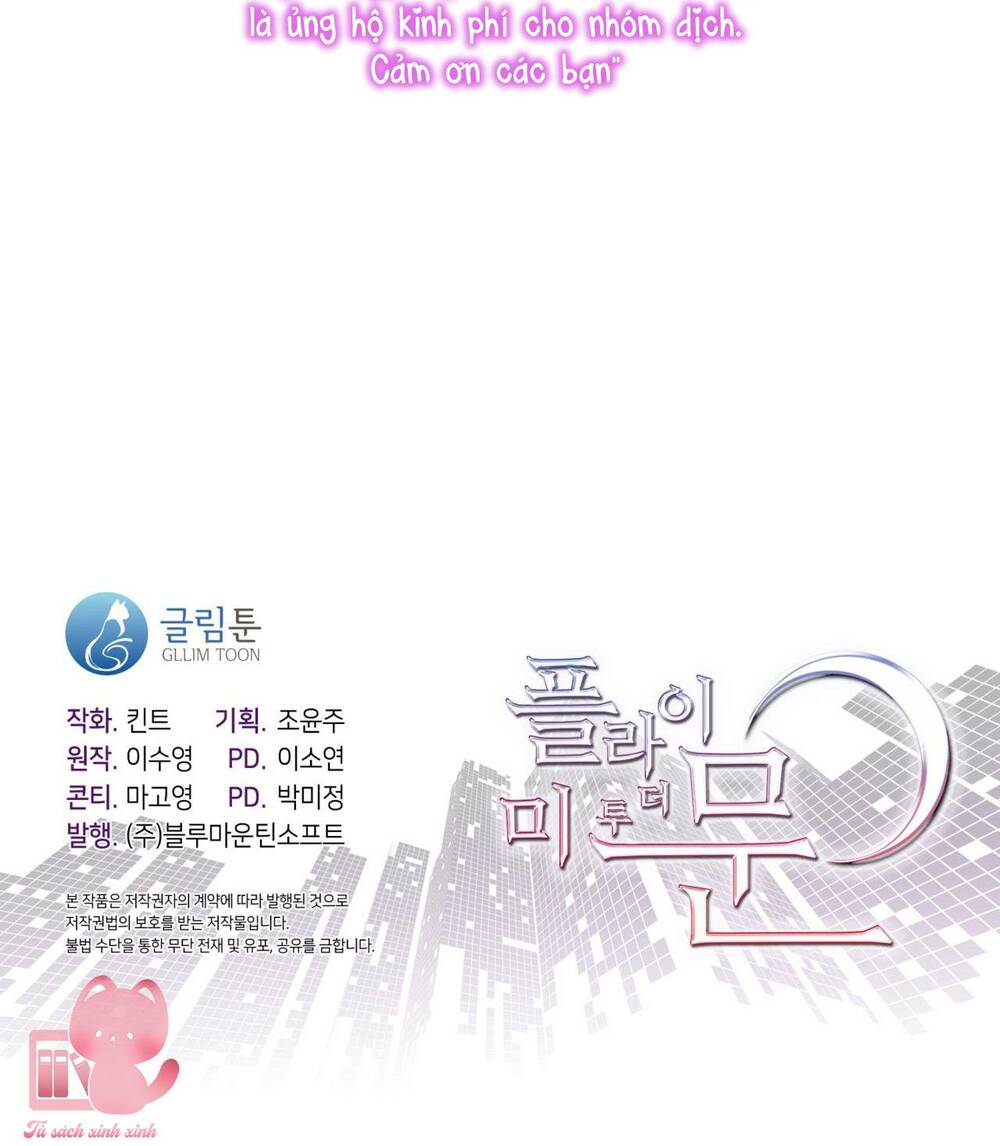 là ủng hộ kinh phí cho nhóm dịch.
Cảm ơn các bạn"
글림툰
GLLIM TOON
작화. 킨트 기획. 조윤주
원작. 이수영 PD. 이소연
콘티. 마고영 PD. 박미정
발행. (주)블루마운틴소프트
본 작품은 저작권자의 계약에 따라 발행된 것으로
저작권법의 보호를 받는 저작물입니다.
불법 수단을 통한 무단 전재 및 유포, 공유를 금합니다.
플라이
미 투 더 문
Tủ sách xinh xinh